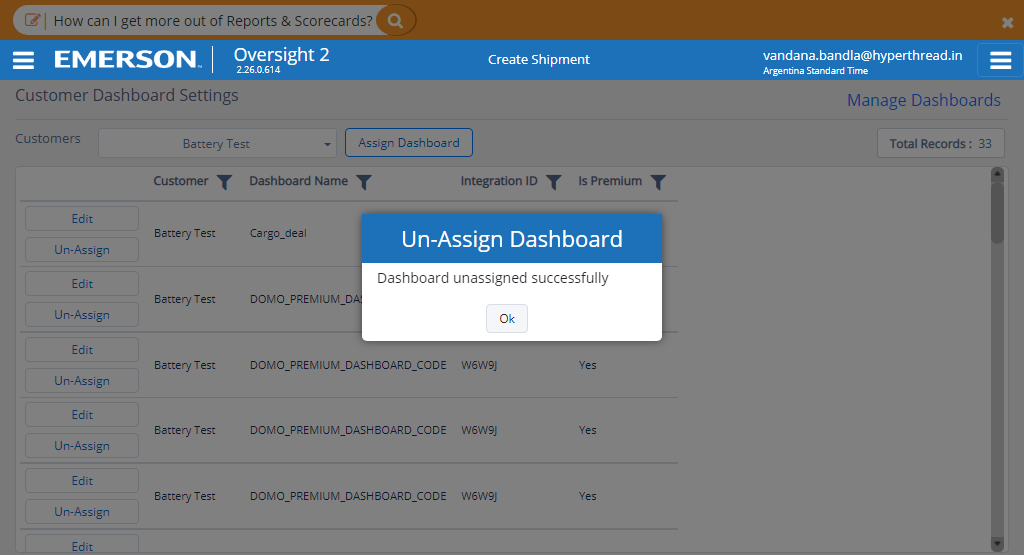 How can I get more out of Reports & Scorecards?
EMERSON
Oversight 2
2.26.0.614
Create Shipment
vandana.bandla@hyperthread.in
Argentina Standard Time
Customer Dashboard Settings
Manage Dashboards
Customers
Battery Test
Assign Dashboard
Total Records : 33
Customer Dashboard Name Integration ID Is Premium
Edit
Un-Assign
Battery Test Cargo_deal
Edit
Un-Assign
Battery Test DOMO_PREMIUM_DAS
Edit
Un-Assign
Battery Test DOMO_PREMIUM_DASHBOARD_CODE W6W9J Yes
Edit
Un-Assign
Battery Test DOMO_PREMIUM_DASHBOARD_CODE W6W9J Yes
Edit
Un-Assign
Battery Test DOMO_PREMIUM_DASHBOARD_CODE W6W9J Yes
Edit
Un-Assign Dashboard
Dashboard unassigned successfully
Ok